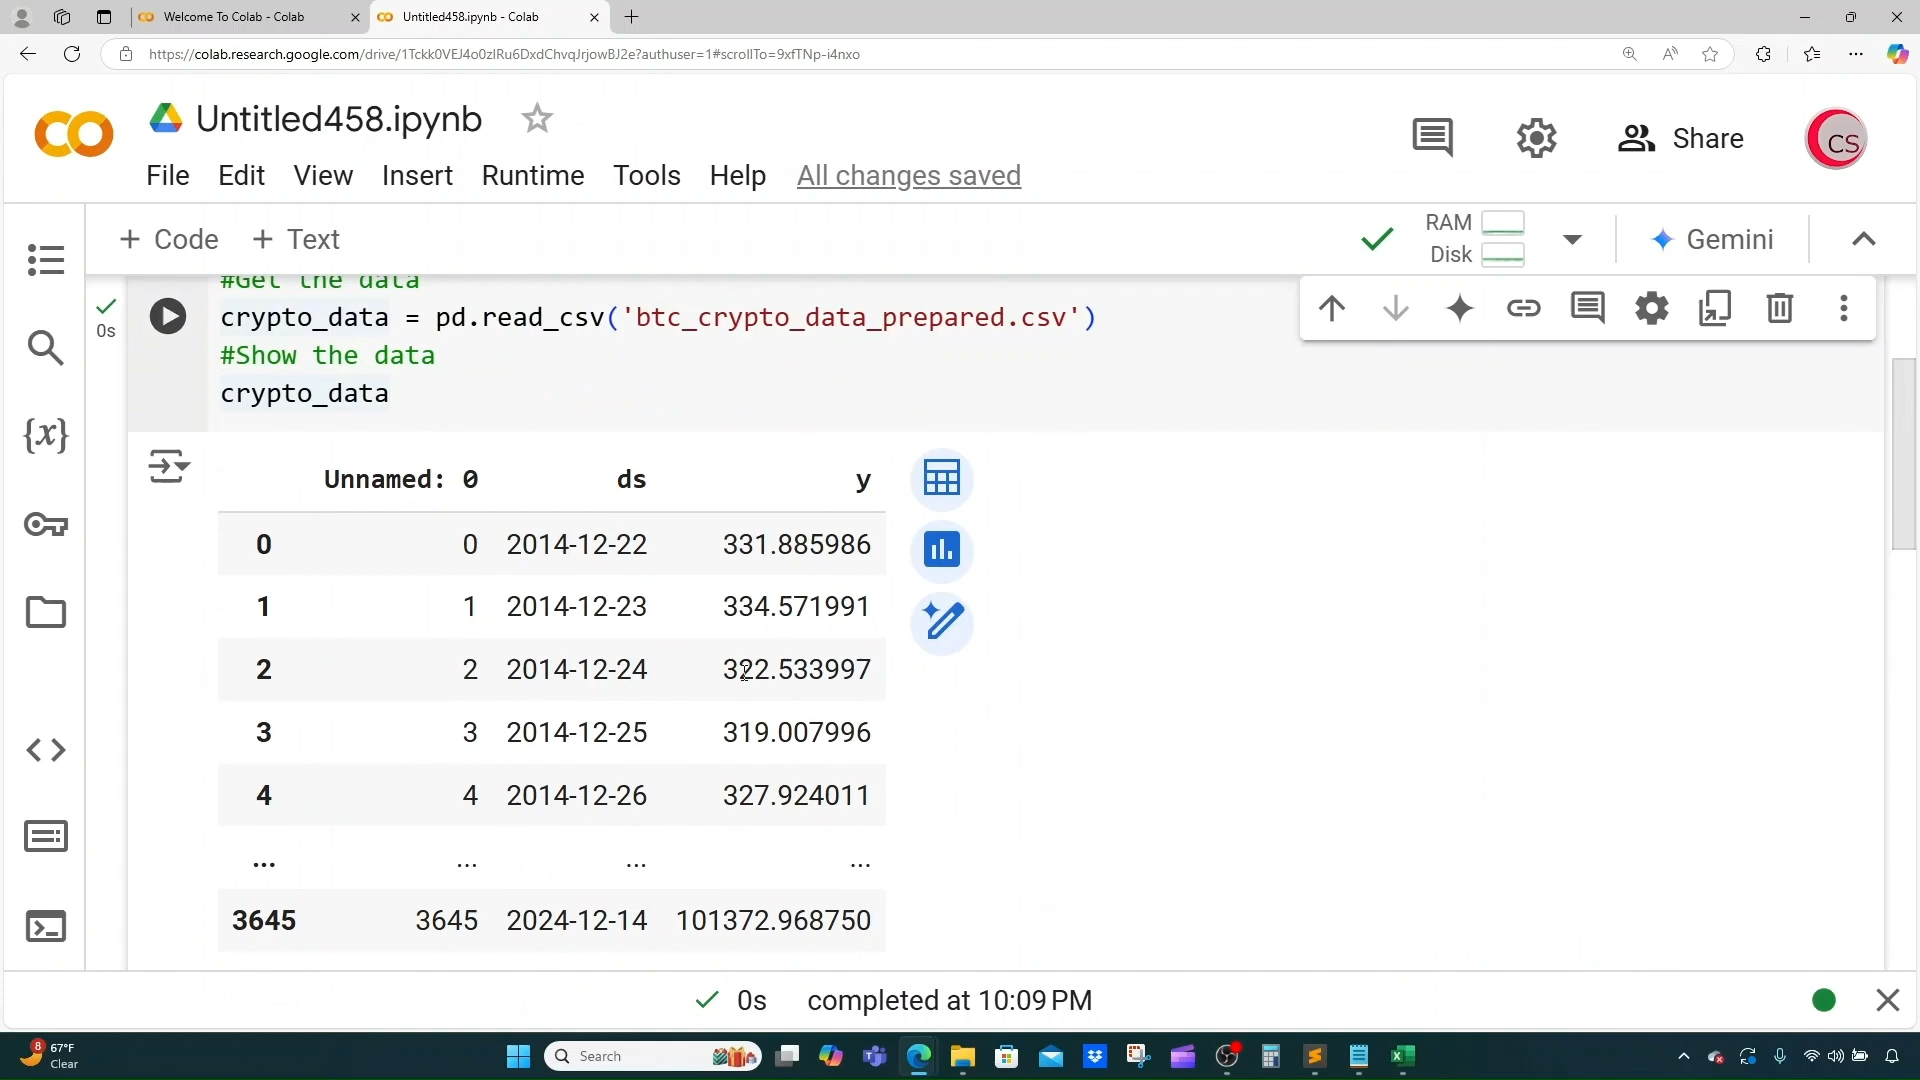 Welcome To Colab - Colab
Untitled458.ipynb - Colab
https://colab.research.google.com/drive/1Tckk0VEJ4o0zIRu6DxdChvqJrjowBJ2e?authuser=1#scrollTo=9xfTNp-i4nxo
Untitled458.ipynb
Share
CS
File Edit View Insert Runtime Tools Help All changes saved
+ Code + Text
RAM
Disk
Gemini
#Get the data
0s
crypto_data = pd.read_csv('btc_crypto_data_prepared.csv')
#Show the data
crypto_data
Unnamed: 0 ds y
0 0 2014-12-22 331.885986
1 1 2014-12-23 334.571991
2 2 2014-12-24 322.533997
3 3 2014-12-25 319.007996
4 4 2014-12-26 327.924011
... ... ... ...
3645 3645 2024-12-14 101372.968750
0s completed at 10:09 PM
8
67°F
Clear
Search